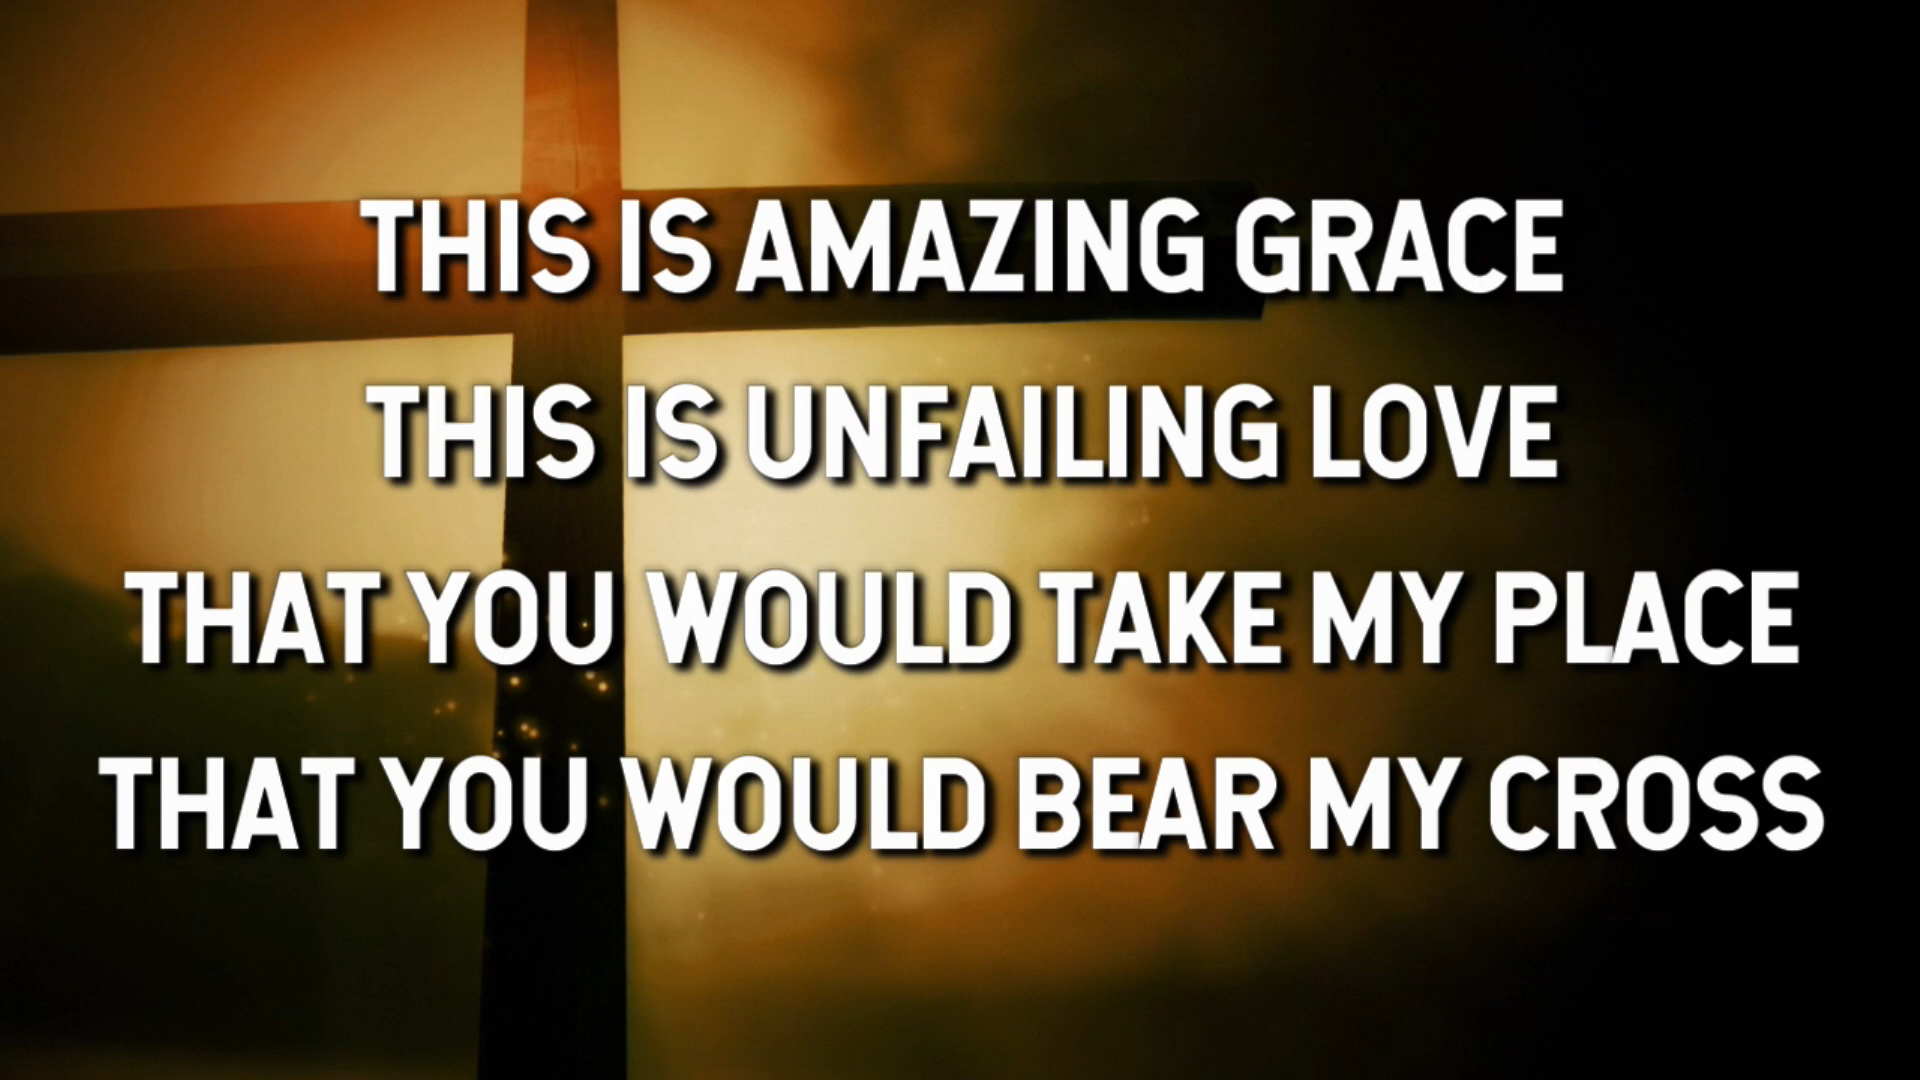 THIS IS AMAZING GRACE
THIS IS UNFAILING LOVE
THAT YOU WOULD TAKE MY PLACE
THAT YOU WOULD BEAR MY CROSS